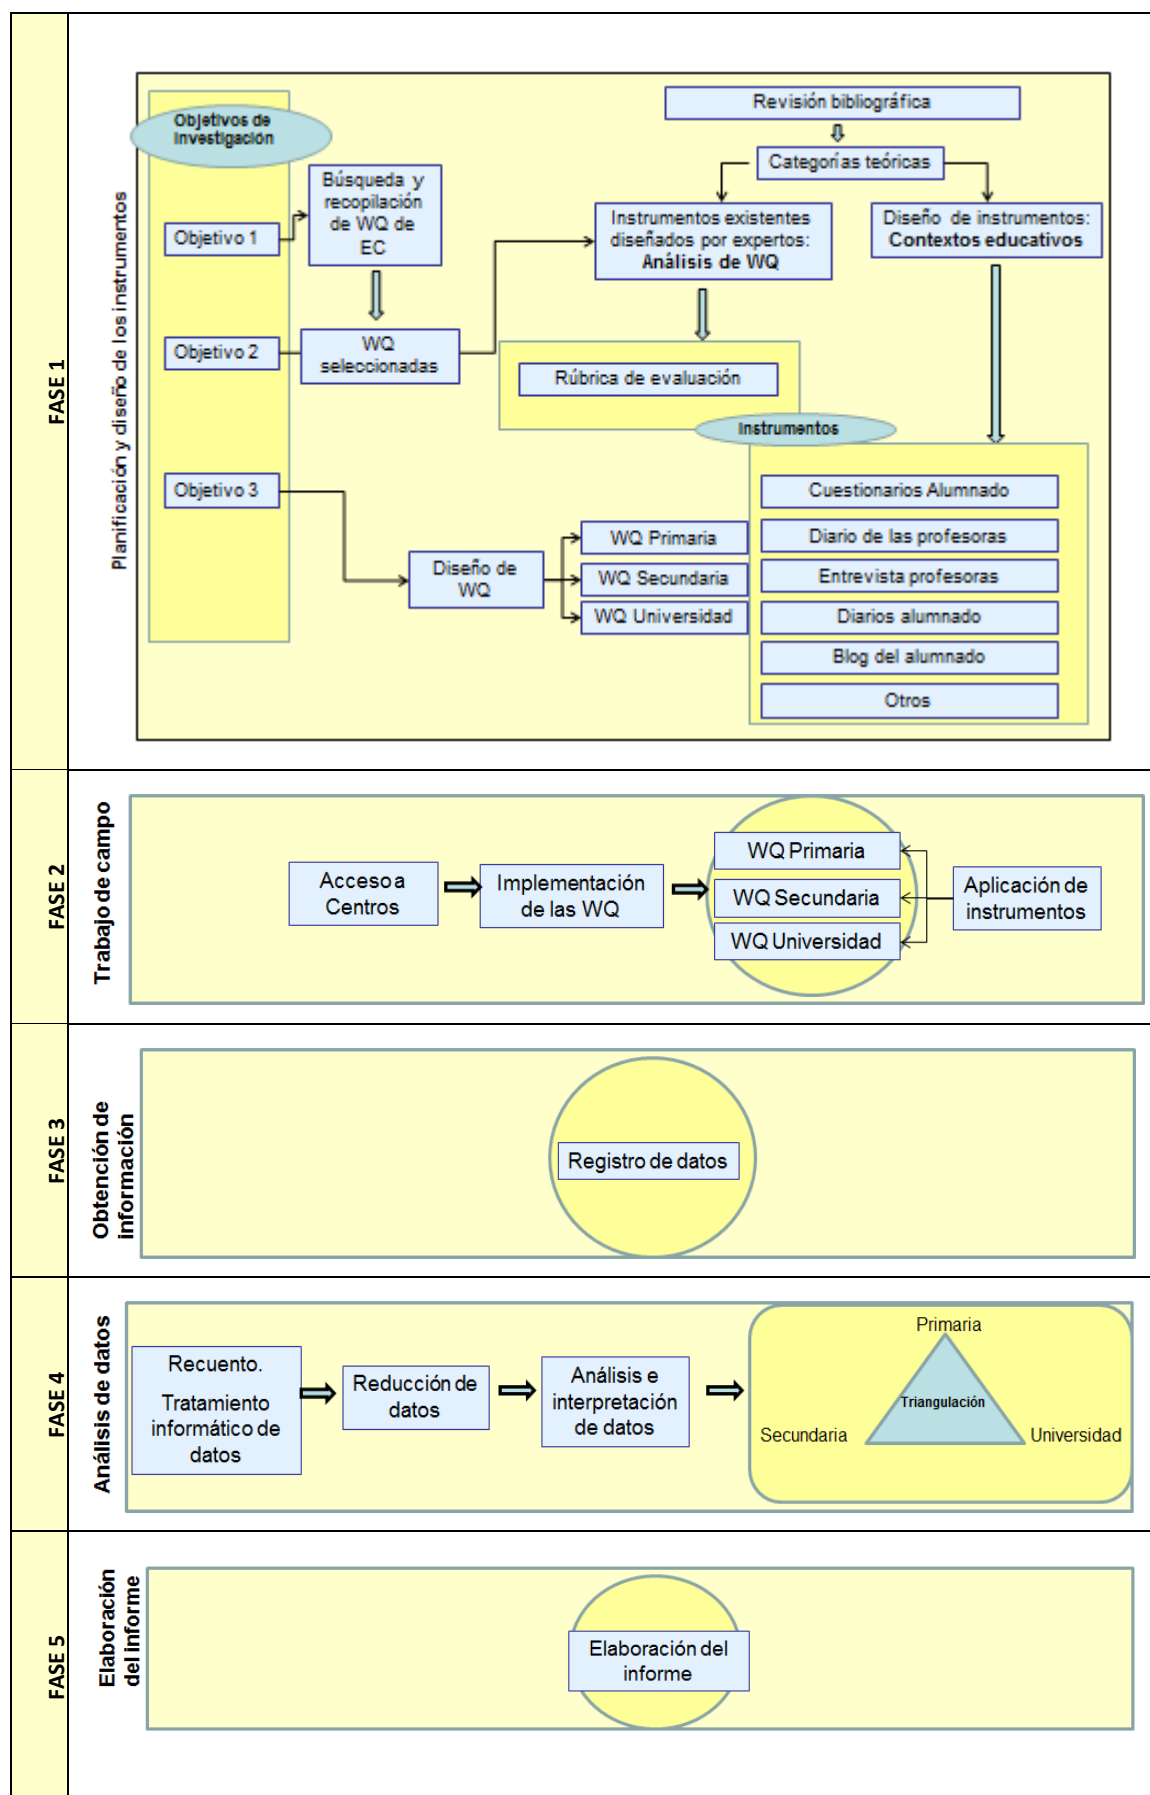 FASE 1
Planificación y diseño de los instrumentos
Objetivos de
Investigación
Objetivo 1
Búsqueda y
recopilación
de WQ de
EC
Objetivo 2
WQ
seleccionadas
Objetivo 3
Diseño de
WQ
WQ Primaria
WQ Secundaria
WQ Universidad
Revisión bibliográfica
Categorías teóricas
Instrumentos existentes
diseñados por expertos:
Análisis de WQ
Diseño de instrumentos:
Contextos educativos
Rúbrica de evaluación
Instrumentos
Cuestionarios Alumnado
Diario de las profesoras
Entrevista profesoras
Diarios alumnado
Blog del alumnado
Otros
FASE 2
Trabajo de campo
Acceso a
Centros
Implementación
de las WQ
WQ Primaria
WQ Secundaria
WQ Universidad
Aplicación de
instrumentos
FASE 3
Obtención de
información
Registro de datos
FASE 4
Análisis de datos
Recuento.
Tratamiento
informático de
datos
Reducción de
datos
Análisis e
interpretación
de datos
Primaria
Triangulación
Secundaria
Universidad
FASE 5
Elaboración
del informe
Elaboración del
informe